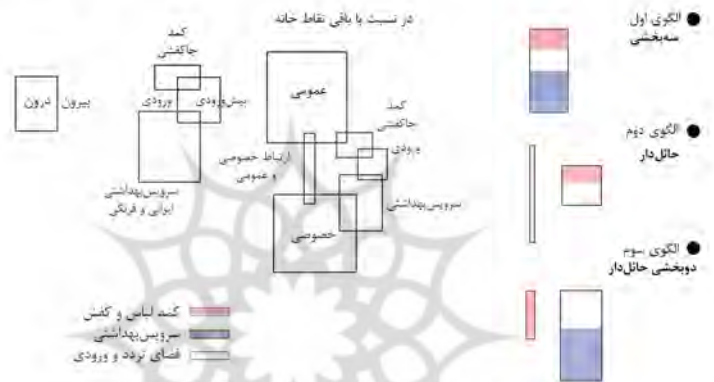 الگوی اول
سه‌بخشی
الگوی دوم
حائل‌دار
الگوی سوم
دوبخشی حائل‌دار
در نسبت با باقی نقاط خانه
عمومی
کمد
جاکفشی
ورودی
ارتباط خصوصی
و عمومی
سرویس‌بهداشتی
خصوصی
کمد
جاکفشی
پیش‌ورودی
ورودی
سرویس‌بهداشتی
ایرانی و فرنگی
بیرون
درون
کمد لباس و کفش
سرویس‌بهداشتی
فضای تردد و ورودی